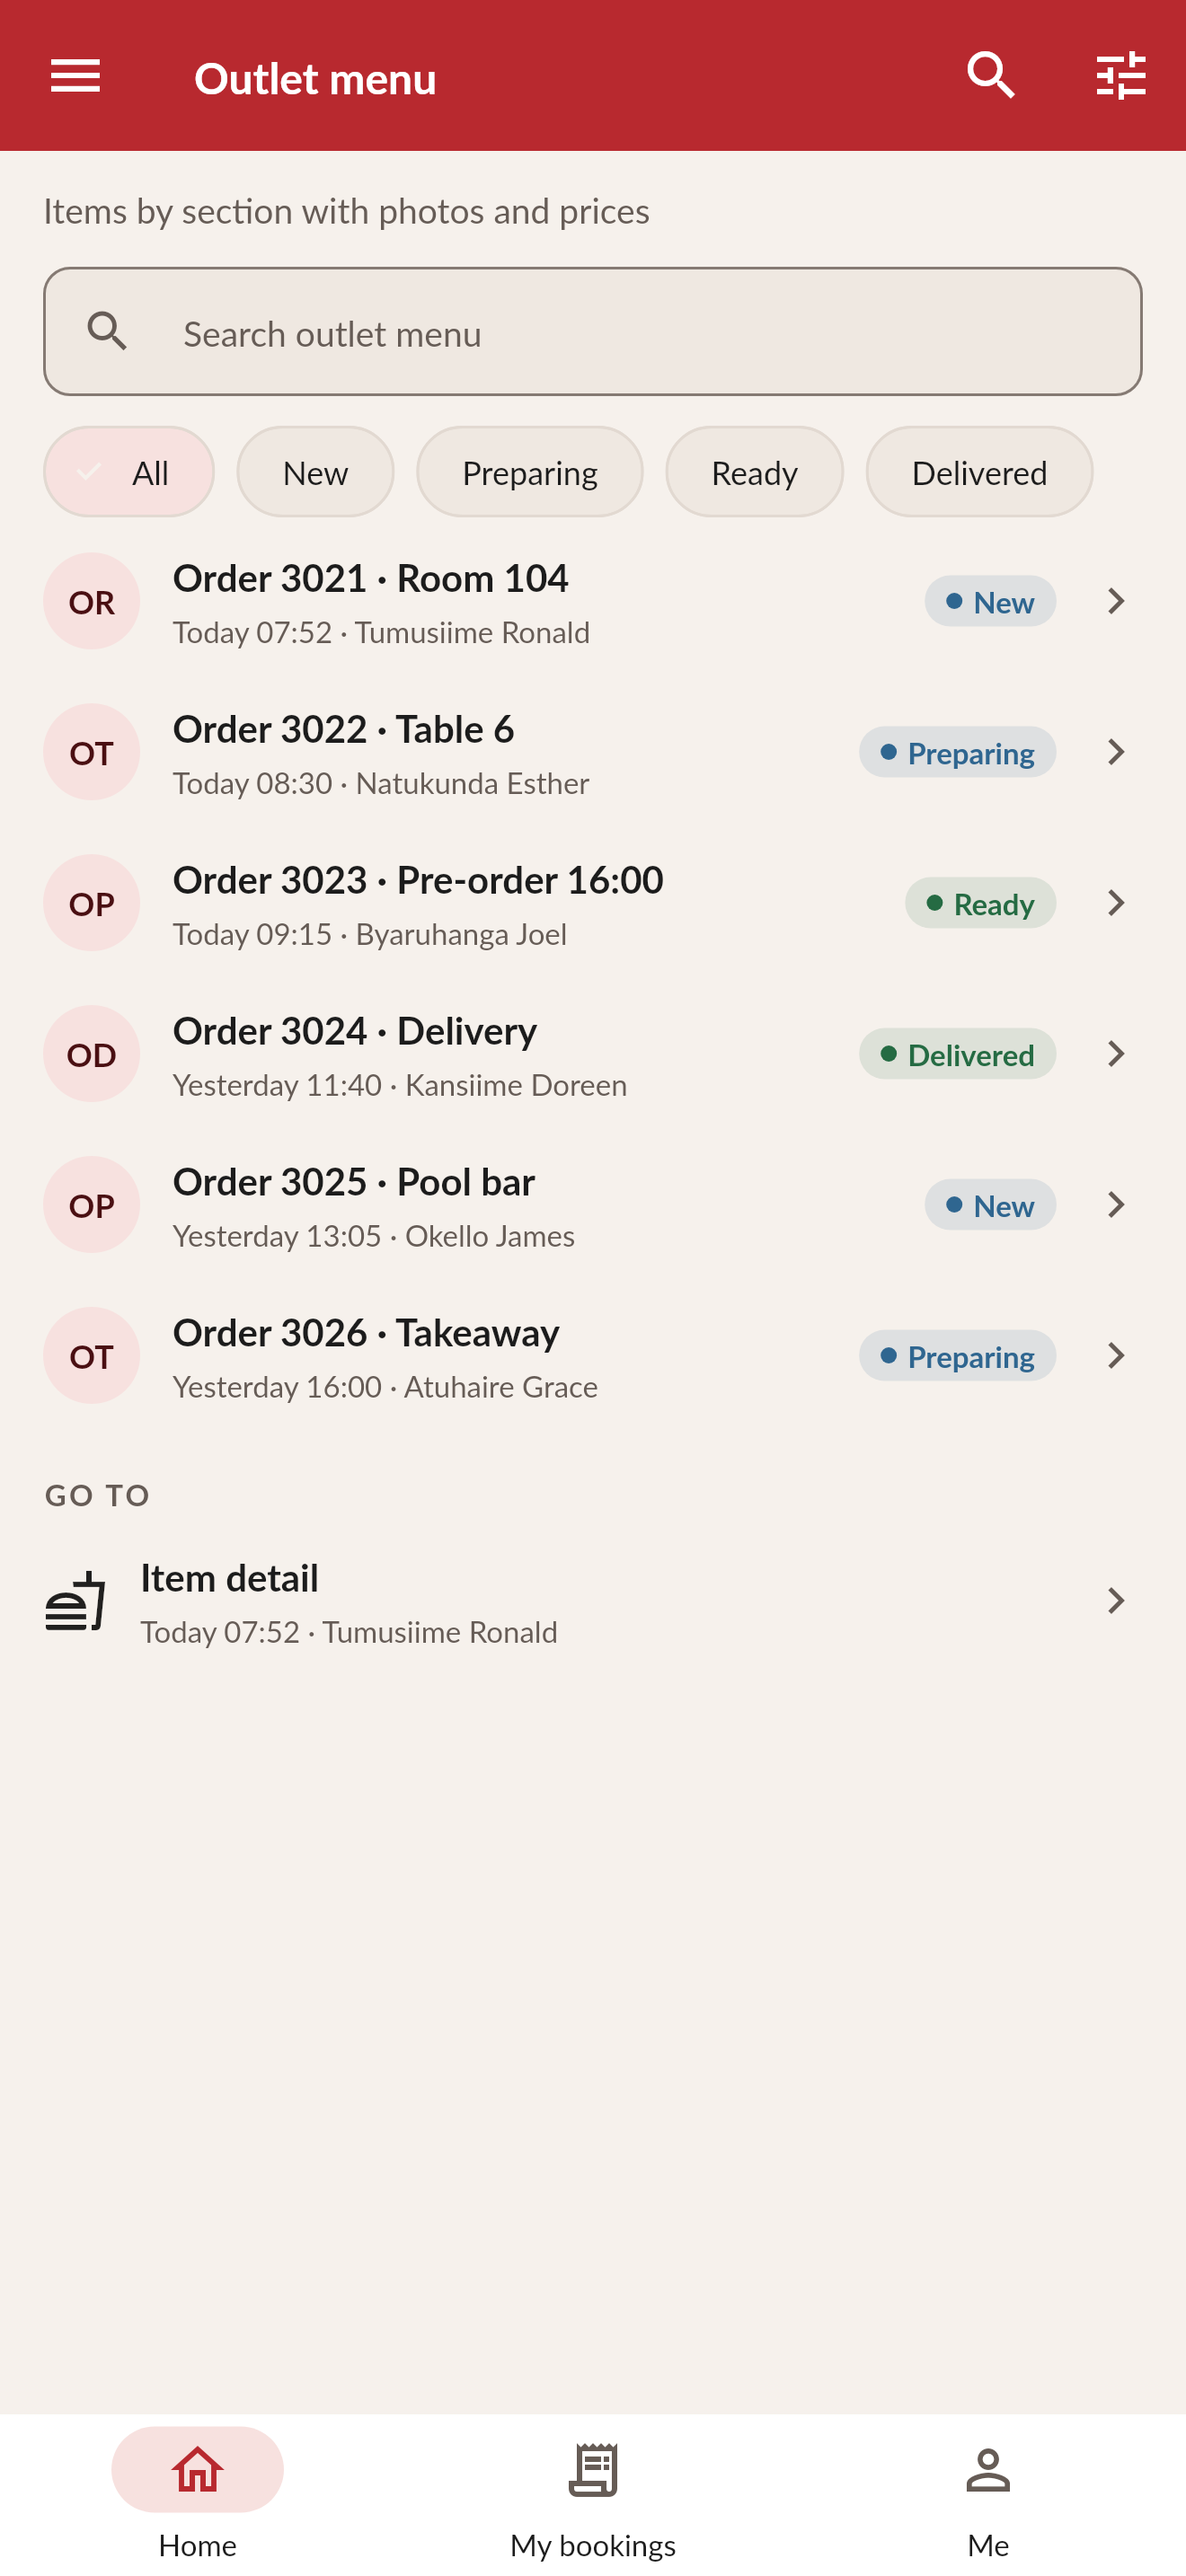 Outlet menu
Items by section with photos and prices
Search outlet menu
All New Preparing Ready Delivered
OR Order 3021 · Room 104 New
Today 07:52 · Tumusiime Ronald
OT Order 3022 · Table 6 Preparing
Today 08:30 · Natukunda Esther
OP Order 3023 · Pre-order 16:00 Ready
Today 09:15 · Byaruhanga Joel
OD Order 3024 · Delivery Delivered
Yesterday 11:40 · Kansiime Doreen
OP Order 3025 · Pool bar New
Yesterday 13:05 · Okello James
OT Order 3026 · Takeaway Preparing
Yesterday 16:00 · Atuhaire Grace
GO TO
Item detail
Today 07:52 · Tumusiime Ronald
Home My bookings Me